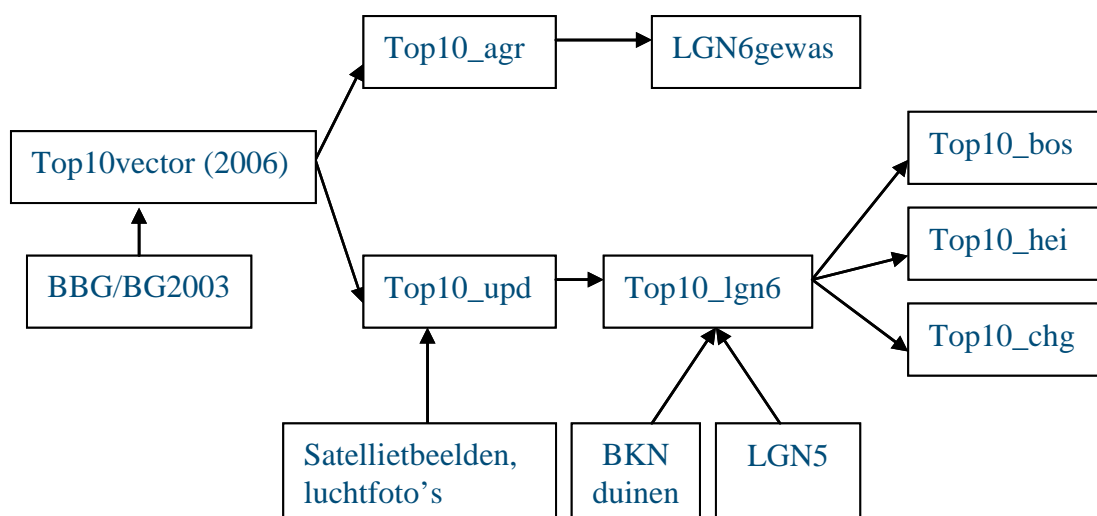 Top10_agr
LGN6gewas
Top10vector (2006)
Top10_bos
Top10_hei
BBG/BG2003
Top10_upd
Top10_lgn6
Top10_chg
Satellietbeelden,
luchtfoto’s
BKN
duinen
LGN5